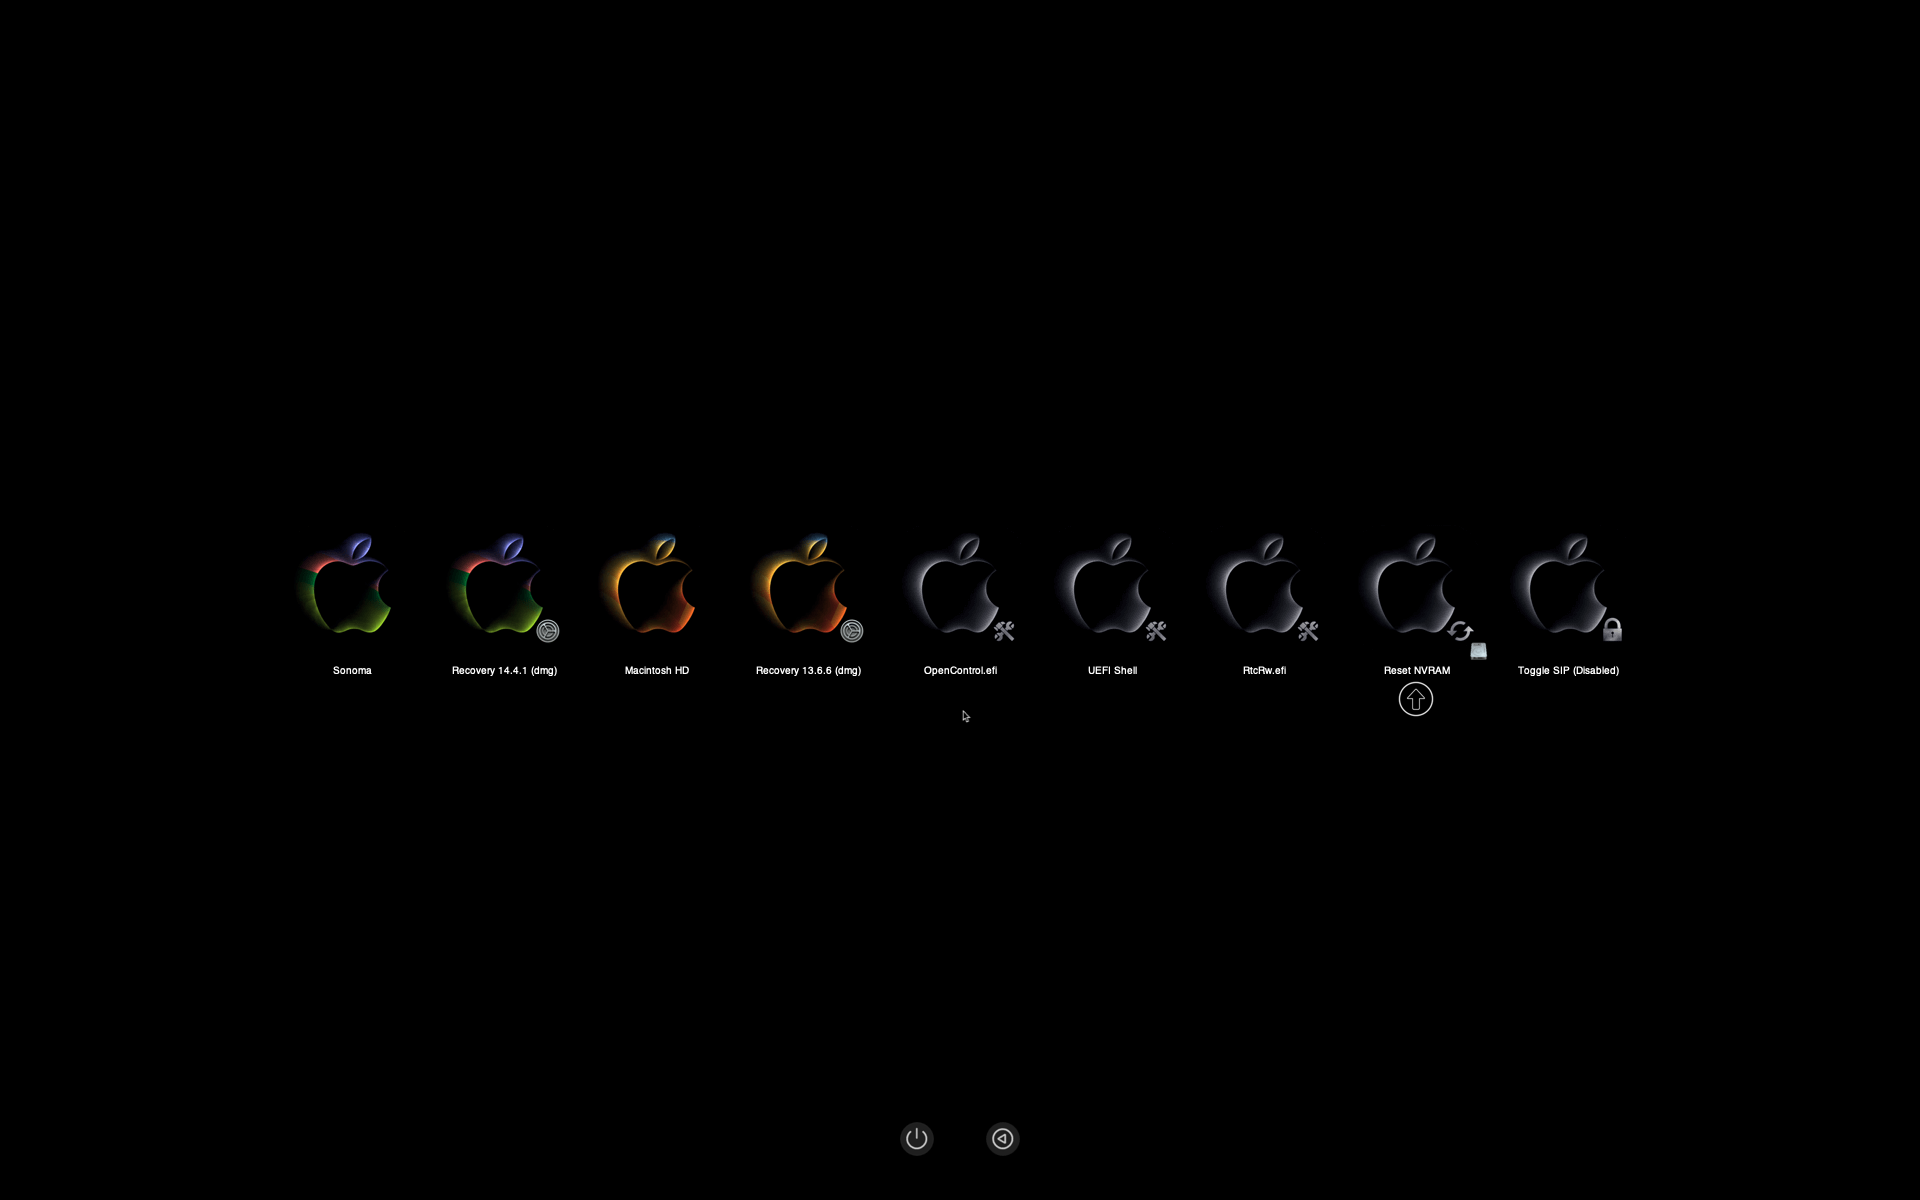 Sonoma
Recovery 14.4.1 (dmg)
Macintosh HD
Recovery 13.6.6 (dmg)
OpenControl.efi
UEFI Shell
RtcRw.efi
Reset NVRAM
Toggle SIP (Disabled)